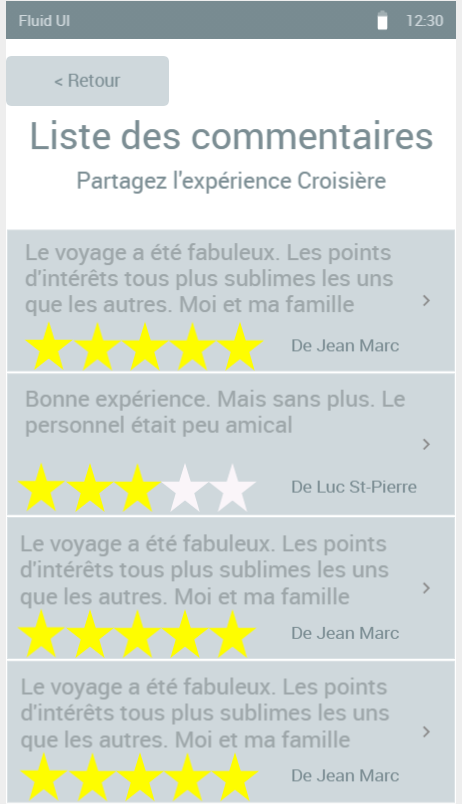 Fluid UI 12:30
< Retour
Liste des commentaires
Partagez l'expérience Croisière
Le voyage a été fabuleux. Les points
d'intérêts tous plus sublimes les uns
que les autres. Moi et ma famille
De Jean Marc
Bonne expérience. Mais sans plus. Le
personnel était peu amical
De Luc St-Pierre
Le voyage a été fabuleux. Les points
d'intérêts tous plus sublimes les uns
que les autres. Moi et ma famille
De Jean Marc
Le voyage a été fabuleux. Les points
d'intérêts tous plus sublimes les uns
que les autres. Moi et ma famille
De Jean Marc